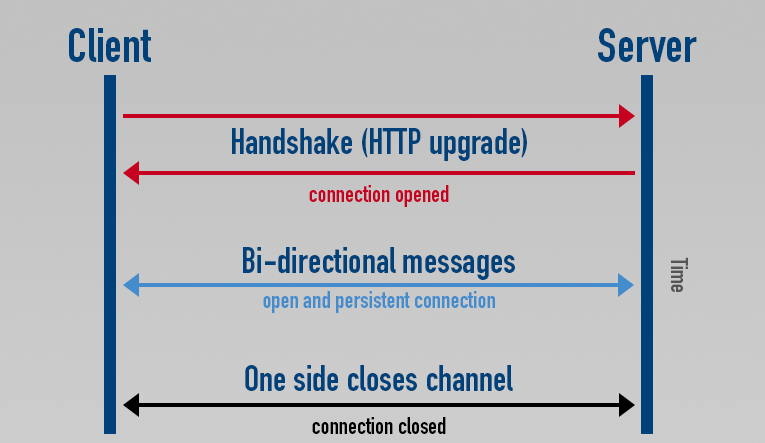 Client
Server
Handshake (HTTP upgrade)
connection opened
Bi-directional messages
open and persistent connection
Time
One side closes channel
connection closed